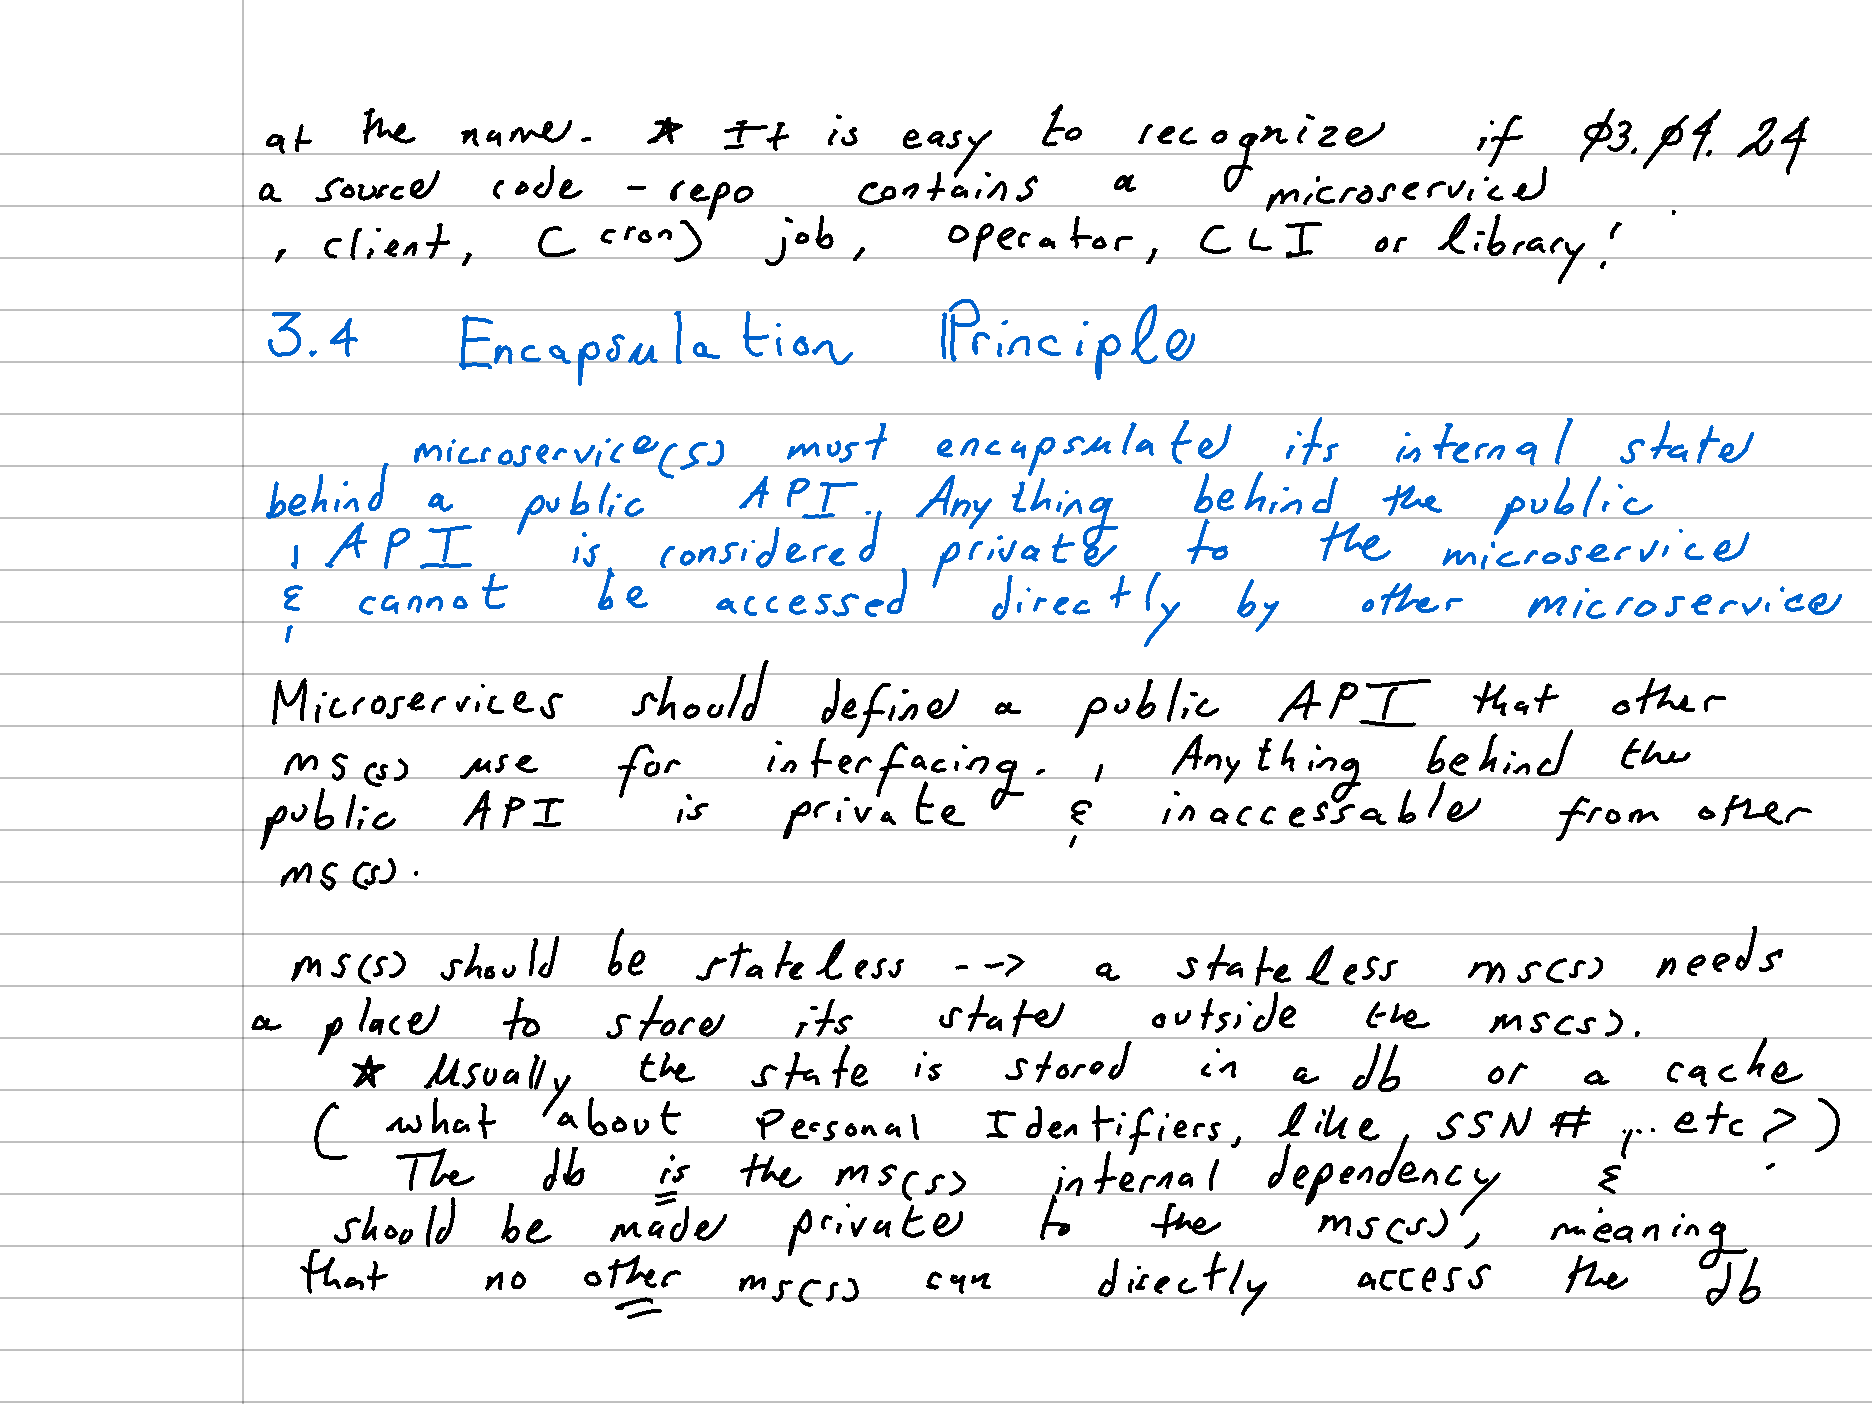 at the name. ★ It is easy to recognize if 03.04.24
a source code - repo contains a microservice
, client, (cron) job, operator, CLI or library!
3.4 Encapsulation Principle
microservice(s) must encapsulate its internal state
behind a public API. Anything behind the public
API is considered private to the microservice
& cannot be accessed directly by other microservice
Microservices should define a public API that other
ms(s) use for interfacing. Anything behind the
public API is private & inaccessable from other
ms(s).
ms(s) should be stateless --> a stateless ms(s) needs
a place to store its state outside the ms(s).
★ Usually the state is stored in a db or a cache
(what about Personal Identifiers, like, SSN # ... etc?)
The db is the ms(s) internal dependency &
should be made private to the ms(s), meaning
that no other ms(s) can directly access the db